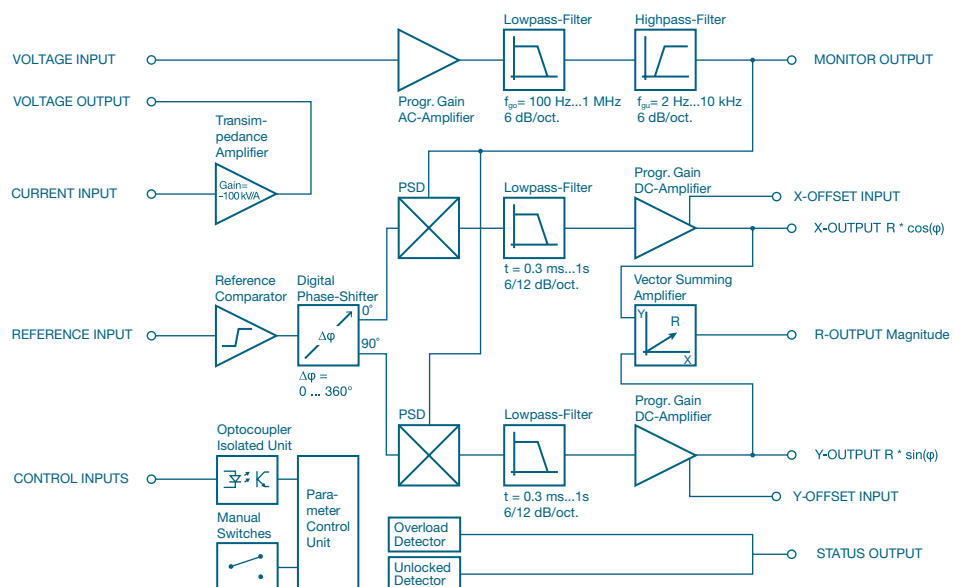 Lowpass-Filter
Highpass-Filter
VOLTAGE INPUT
MONITOR OUTPUT
VOLTAGE OUTPUT
Progr. Gain
AC-Amplifier
fgo= 100 Hz...1 MHz
6 dB/oct.
fgu= 2 Hz...10 kHz
6 dB/oct.
Transim-
pedance
Amplifier
CURRENT INPUT
Gain=
-100 kV/A
PSD
Lowpass-Filter
Progr. Gain
DC-Amplifier
X-OFFSET INPUT
X-OUTPUT R * cos(φ)
t = 0.3 ms...1s
6/12 dB/oct.
Reference
Comparator
Digital
Phase-Shifter
0°
Vector Summing
Amplifier
REFERENCE INPUT
Δφ
90°
Y
R
X
R-OUTPUT Magnitude
Δφ =
0 ... 360°
PSD
Lowpass-Filter
Progr. Gain
DC-Amplifier
Optocoupler
Isolated Unit
Y-OUTPUT R * sin(φ)
CONTROL INPUTS
Y-OFFSET INPUT
t = 0.3 ms...1s
6/12 dB/oct.
Para-
meter
Control
Unit
Manual
Switches
Overload
Detector
STATUS OUTPUT
Unlocked
Detector